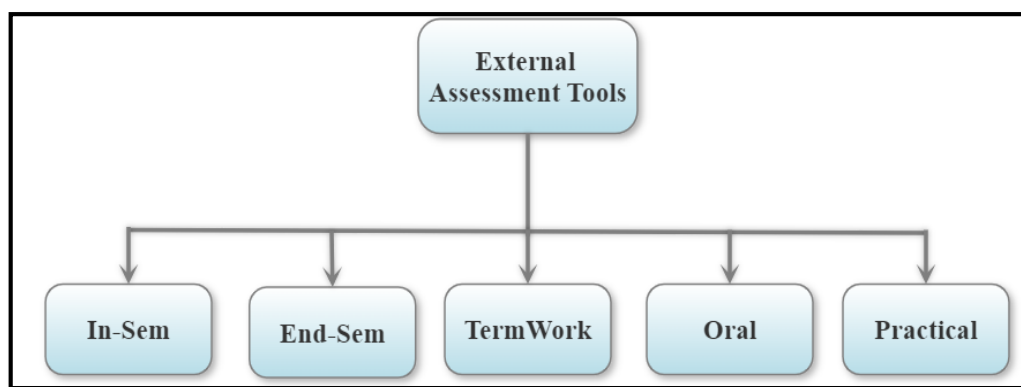 External
Assessment Tools
In-Sem
End-Sem
TermWork
Oral
Practical